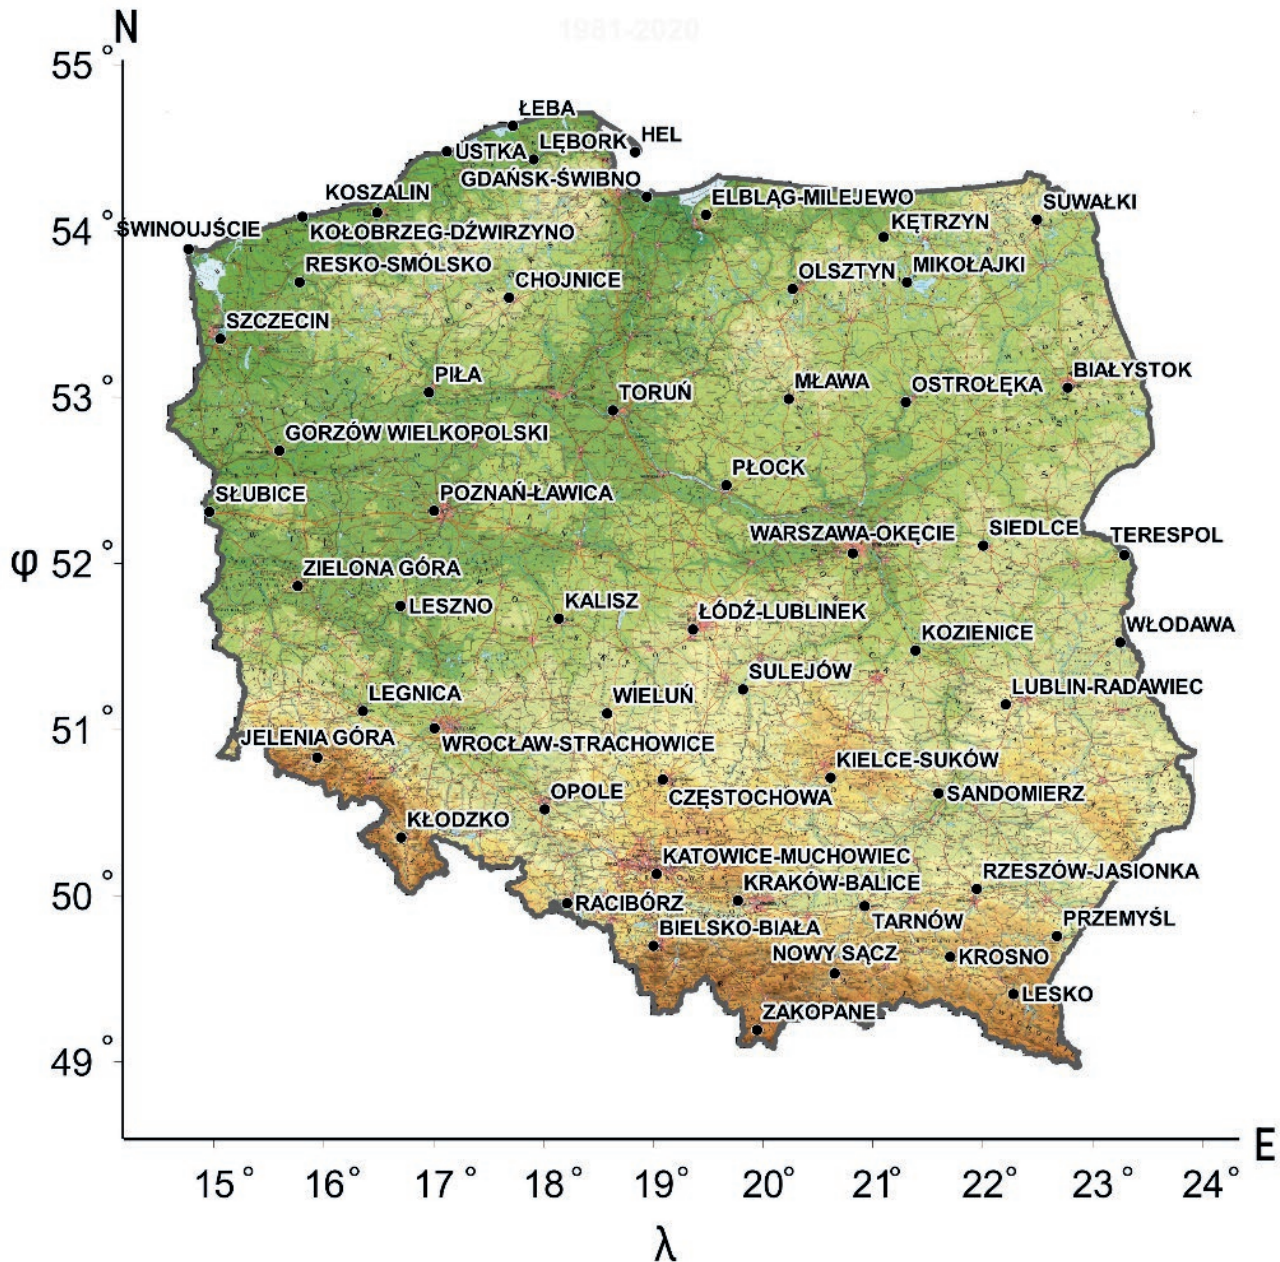 1981-2020
N
55°
ŁEBA
HEL
LĘBORK
USTKA
GDAŃSK-ŚWIBNO
KOSZALIN
ELBLĄG-MILEJEWO
SUWAŁKI
54°
ŚWINOUJŚCIE
KOŁOBRZEG-DŹWIRZYNO
KĘTRZYN
RESKO-SMÓLSKO
CHOJNICE
OLSZTYN
MIKOŁAJKI
SZCZECIN
53°
PIŁA
TORUŃ
MŁAWA
OSTROŁĘKA
BIAŁYSTOK
GORZÓW WIELKOPOLSKI
PŁOCK
SŁUBICE
POZNAŃ-ŁAWICA
WARSZAWA-OKĘCIE
SIEDLCE
TERESPOL
φ
52°
ZIELONA GÓRA
LESZNO
KALISZ
ŁÓDŹ-LUBLINEK
KOZIENICE
WŁODAWA
SULEJÓW
LEGNICA
WIELUŃ
LUBLIN-RADAWIEC
51°
JELENIA GÓRA
WROCŁAW-STRACHOWICE
KIELCE-SUKÓW
OPOLE
CZĘSTOCHOWA
SANDOMIERZ
KŁODZKO
KATOWICE-MUCHOWIEC
50°
KRAKÓW-BALICE
RZESZÓW-JASIONKA
RACIBÓRZ
TARNÓW
PRZEMYŚL
BIELSKO-BIAŁA
NOWY SĄCZ
KROSNO
LESKO
ZAKOPANE
49°
E
15° 16° 17° 18° 19° 20° 21° 22° 23° 24°
λ